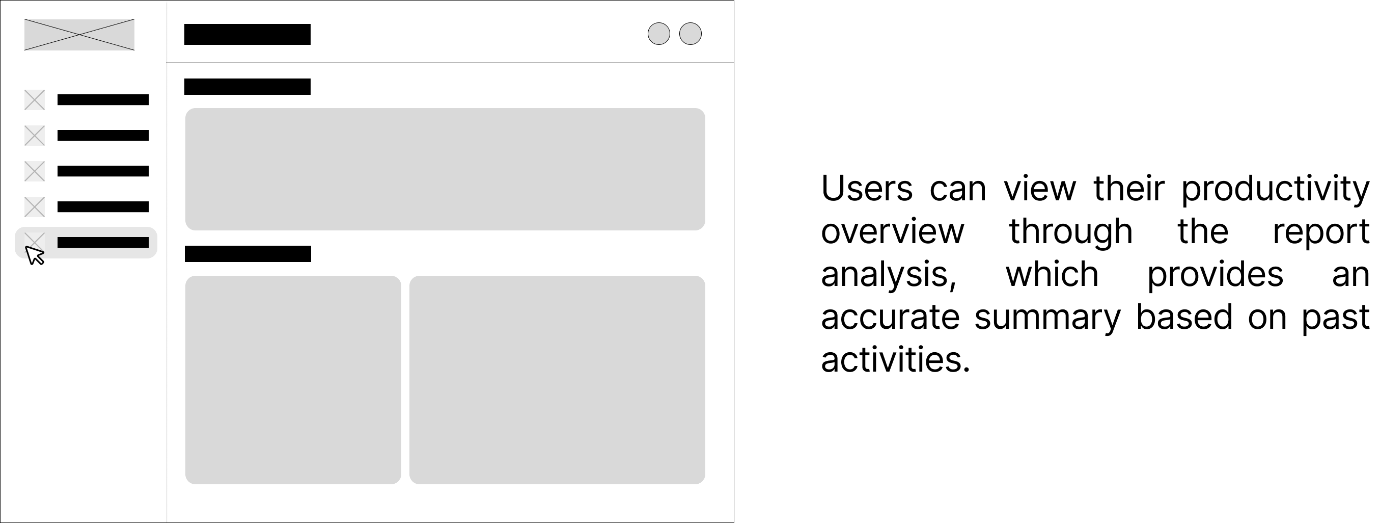 Users can view their productivity
overview through the report
analysis, which provides an
accurate summary based on past
activities.